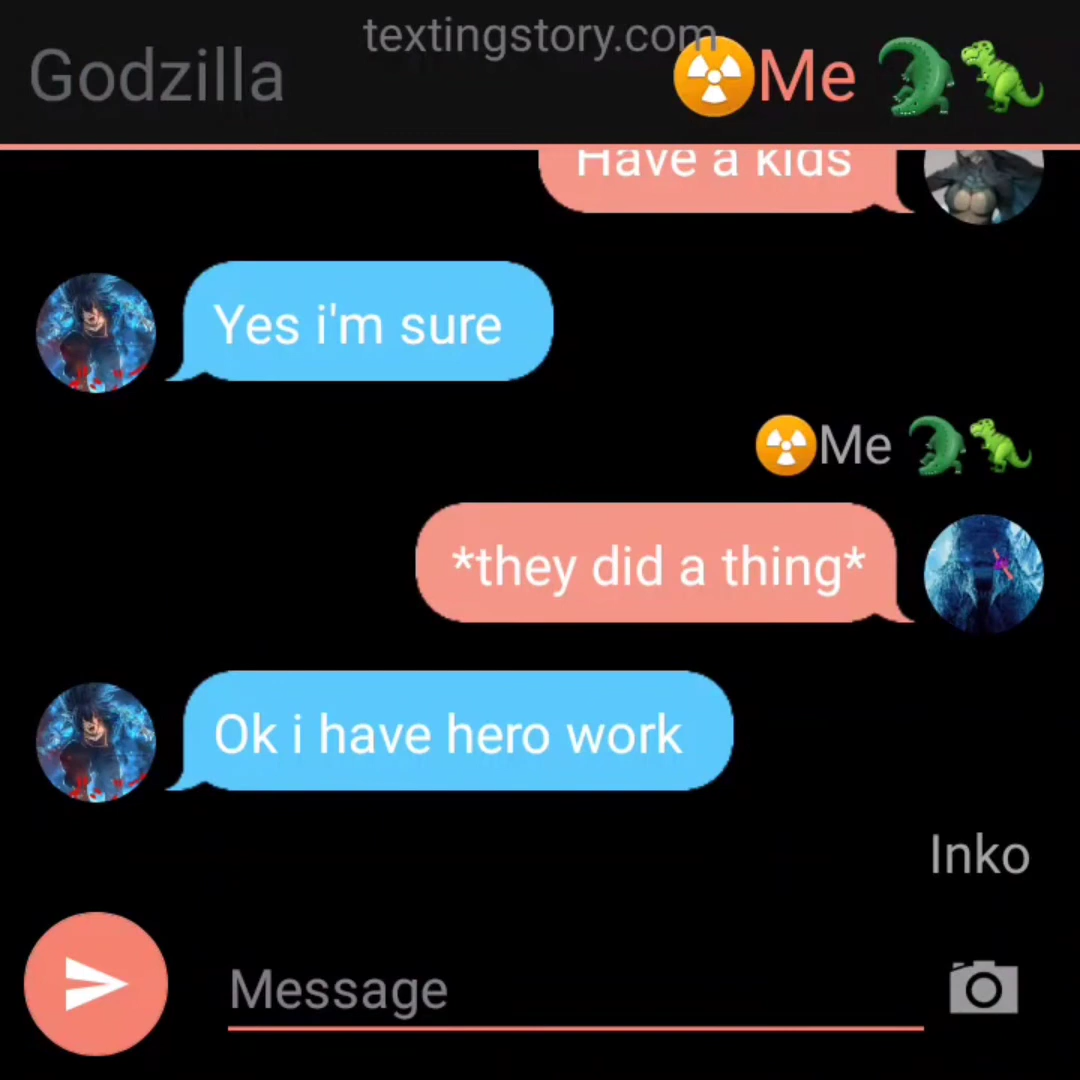 textingstory.com
Godzilla
☢️Me 🐊🦖
Have a kids
Yes i'm sure
☢️Me 🐊🦖
*they did a thing*
Ok i have hero work
Inko
Message